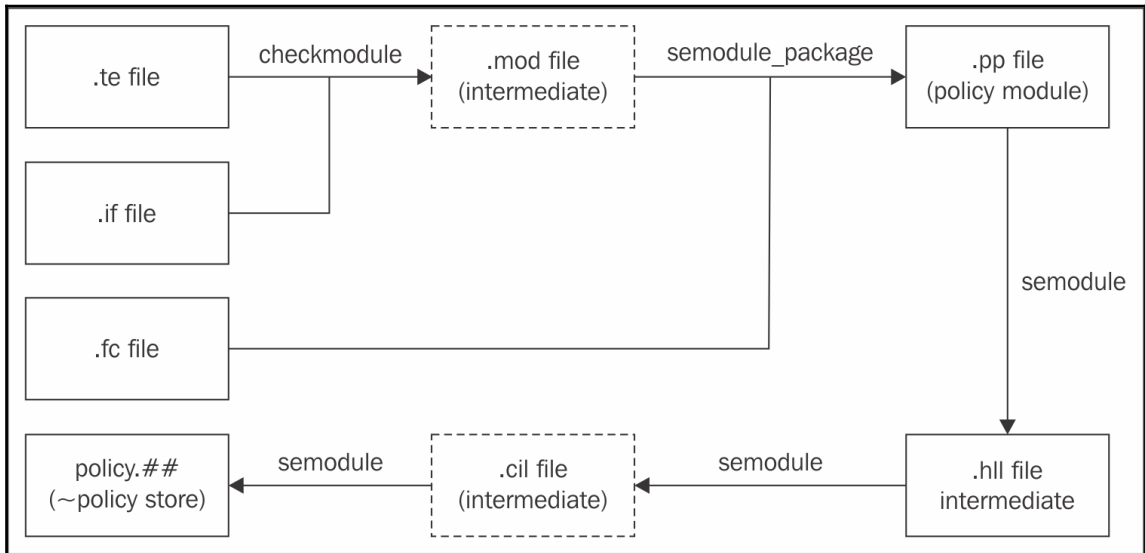 .te file
checkmodule
.mod file
(intermediate)
semodule_package
.pp file
(policy module)
.if file
semodule
.fc file
policy.##
(~policy store)
semodule
.cil file
(intermediate)
semodule
.hll file
intermediate